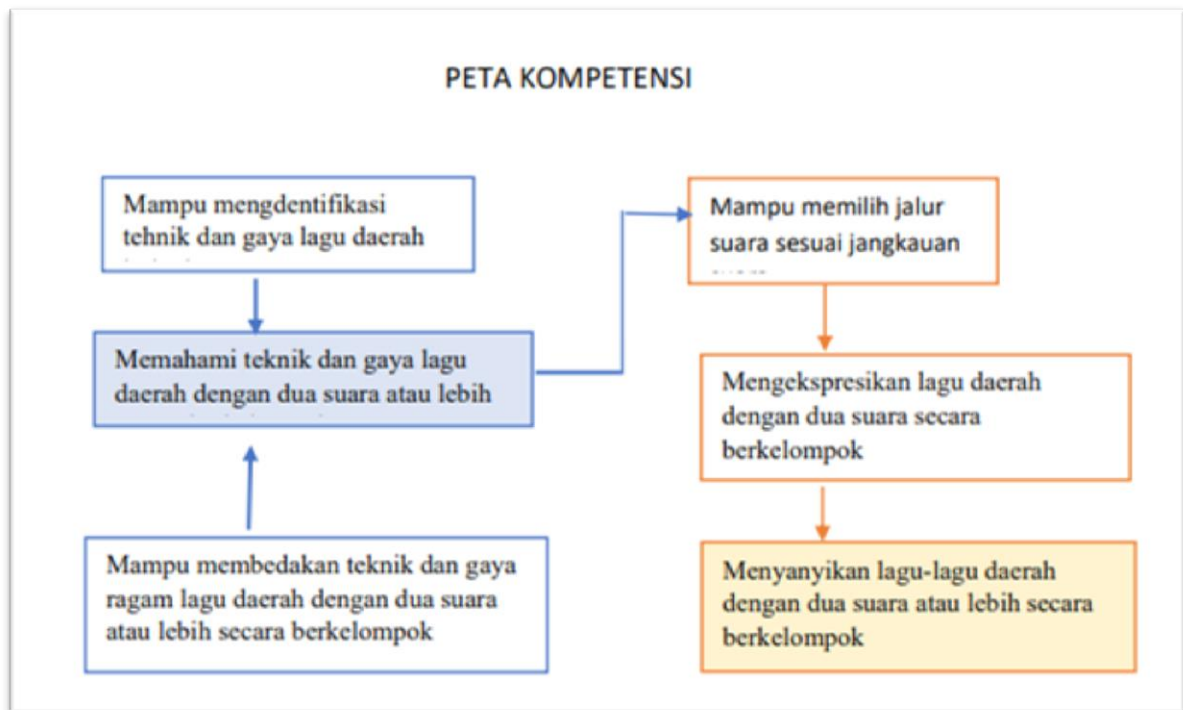 PETA KOMPETENSI
Mampu mengdentifikasi
tehnik dan gaya lagu daerah
Memahami teknik dan gaya lagu
daerah dengan dua suara atau lebih
Mampu membedakan teknik dan gaya
ragam lagu daerah dengan dua suara
atau lebih secara berkelompok
Mampu memilih jalur
suara sesuai jangkauan
Mengekspresikan lagu daerah
dengan dua suara secara
berkelompok
Menyanyikan lagu-lagu daerah
dengan dua suara atau lebih secara
berkelompok